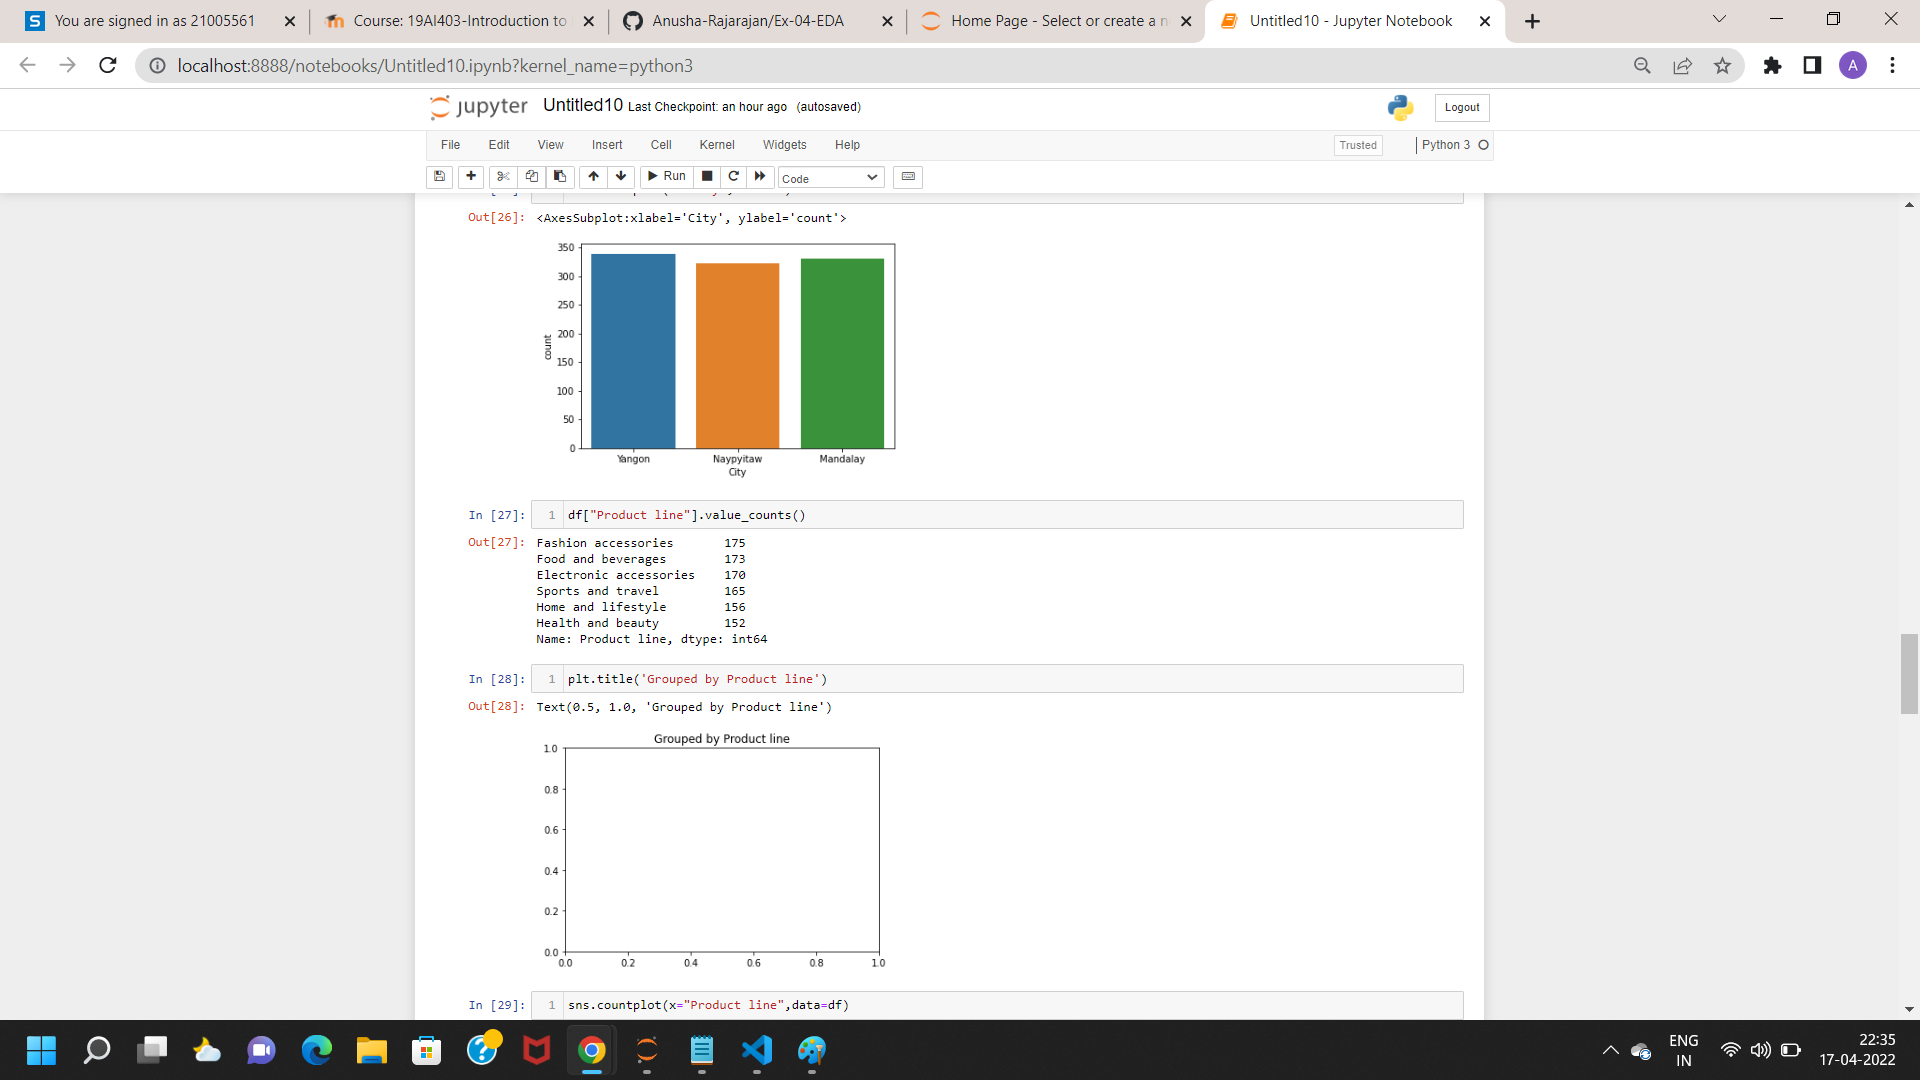 You are signed in as 21005561
Course: 19AI403-Introduction to
Anusha-Rajarajan/Ex-04-EDA
Home Page - Select or create a n
Untitled10 - Jupyter Notebook
localhost:8888/notebooks/Untitled10.ipynb?kernel_name=python3
A
jupyter Untitled10 Last Checkpoint: an hour ago (autosaved)
Logout
File Edit View Insert Cell Kernel Widgets Help
Trusted
Python 3
Run
Code
Out[26]: <AxesSubplot:xlabel='City', ylabel='count'>
350
300
250
200
150
100
50
0
count
Yangon Naypyitaw Mandalay
City
In [27]: 1 df["Product line"].value_counts()
Out[27]: Fashion accessories 175
Food and beverages 173
Electronic accessories 170
Sports and travel 165
Home and lifestyle 156
Health and beauty 152
Name: Product line, dtype: int64
In [28]: 1 plt.title('Grouped by Product line')
Out[28]: Text(0.5, 1.0, 'Grouped by Product line')
Grouped by Product line
1.0
0.8
0.6
0.4
0.2
0.0
0.0 0.2 0.4 0.6 0.8 1.0
In [29]: 1 sns.countplot(x="Product line",data=df)
ENG
IN
22:35
17-04-2022